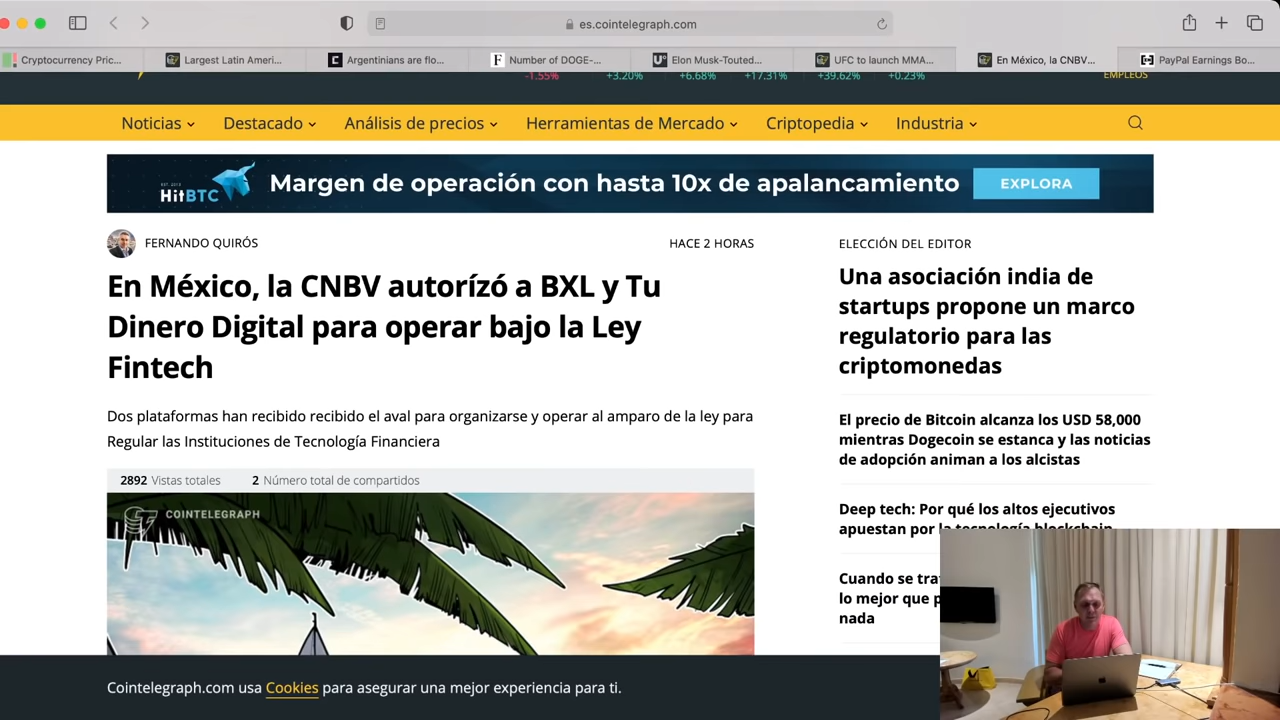 es.cointelegraph.com
Cryptocurrency Pric...
Largest Latin Ameri...
Argentinians are flo...
Number of DOGE-...
Elon Musk-Touted...
UFC to launch MMA...
En México, la CNBV...
PayPal Earnings Bo...
-1.55%
+3.20%
+6.68%
+17.31%
+39.62%
+0.23%
EMPLEOS
Noticias
Destacado
Análisis de precios
Herramientas de Mercado
Criptopedia
Industria
HitBTC
Margen de operación con hasta 10x de apalancamiento
EXPLORA
FERNANDO QUIRÓS
HACE 2 HORAS
En México, la CNBV autorízó a BXL y Tu
Dinero Digital para operar bajo la Ley
Fintech
Dos plataformas han recibido recibido el aval para organizarse y operar al amparo de la ley para
Regular las Instituciones de Tecnología Financiera
2892 Vistas totales
2 Número total de compartidos
COINTELEGRAPH
ELECCIÓN DEL EDITOR
Una asociación india de
startups propone un marco
regulatorio para las
criptomonedas
El precio de Bitcoin alcanza los USD 58,000
mientras Dogecoin se estanca y las noticias
de adopción animan a los alcistas
Deep tech: Por qué los altos ejecutivos
apuestan por la tecnología blockchain
Cuando se tra
lo mejor que p
nada
Cointelegraph.com usa Cookies para asegurar una mejor experiencia para ti.